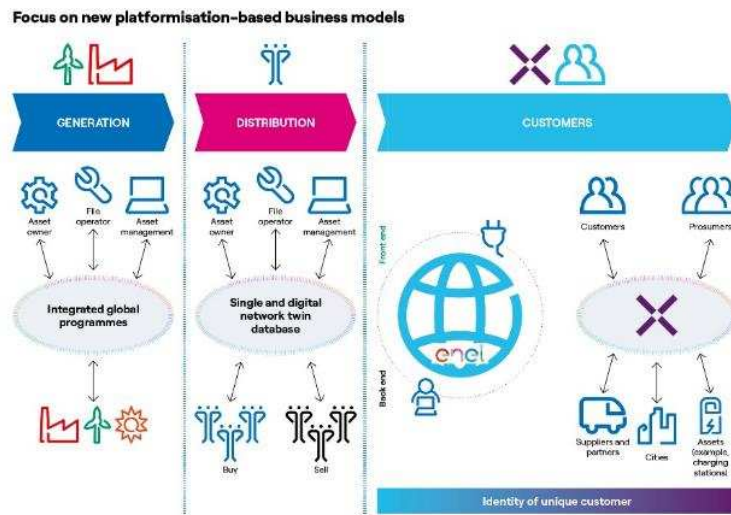 Focus on new platformisation-based business models
GENERATION
DISTRIBUTION
CUSTOMERS
Asset
owner
File
operator
Asset
management
Asset
owner
File
operator
Asset
management
Customers
Prosumers
Front end
Integrated global
programmes
Single and digital
network twin
database
enel
Back end
Buy
Sell
Suppliers and
partners
Cities
Assets
(example,
charging
stations)
Identity of unique customer